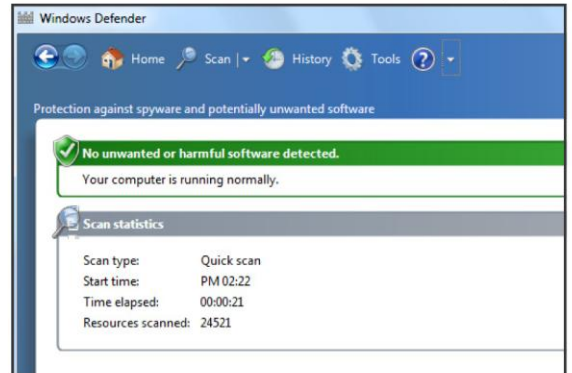 Windows Defender
Home Scan | History Tools ?
Protection against spyware and potentially unwanted software
No unwanted or harmful software detected.
Your computer is running normally.
Scan statistics
Scan type: Quick scan
Start time: PM 02:22
Time elapsed: 00:00:21
Resources scanned: 24521